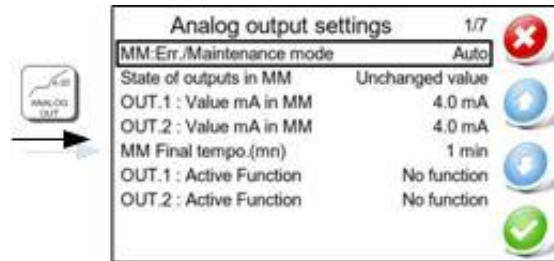 Analog output settings 1/7
MM:Err./Maintenance mode Auto
State of outputs in MM Unchanged value
OUT.1 : Value mA in MM 4.0 mA
OUT.2 : Value mA in MM 4.0 mA
MM Final tempo.(mn) 1 min
OUT.1 : Active Function No function
OUT.2 : Active Function No function
ANALOG
OUT